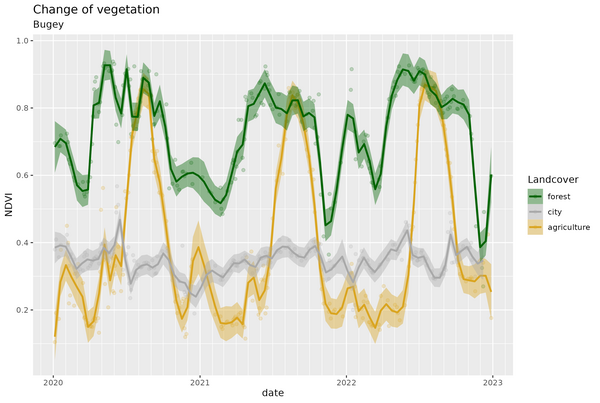 Change of vegetation
Bugey
1.0
0.8
0.6
0.4
0.2
NDVI
2020
2021
2022
2023
date
Landcover
forest
city
agriculture